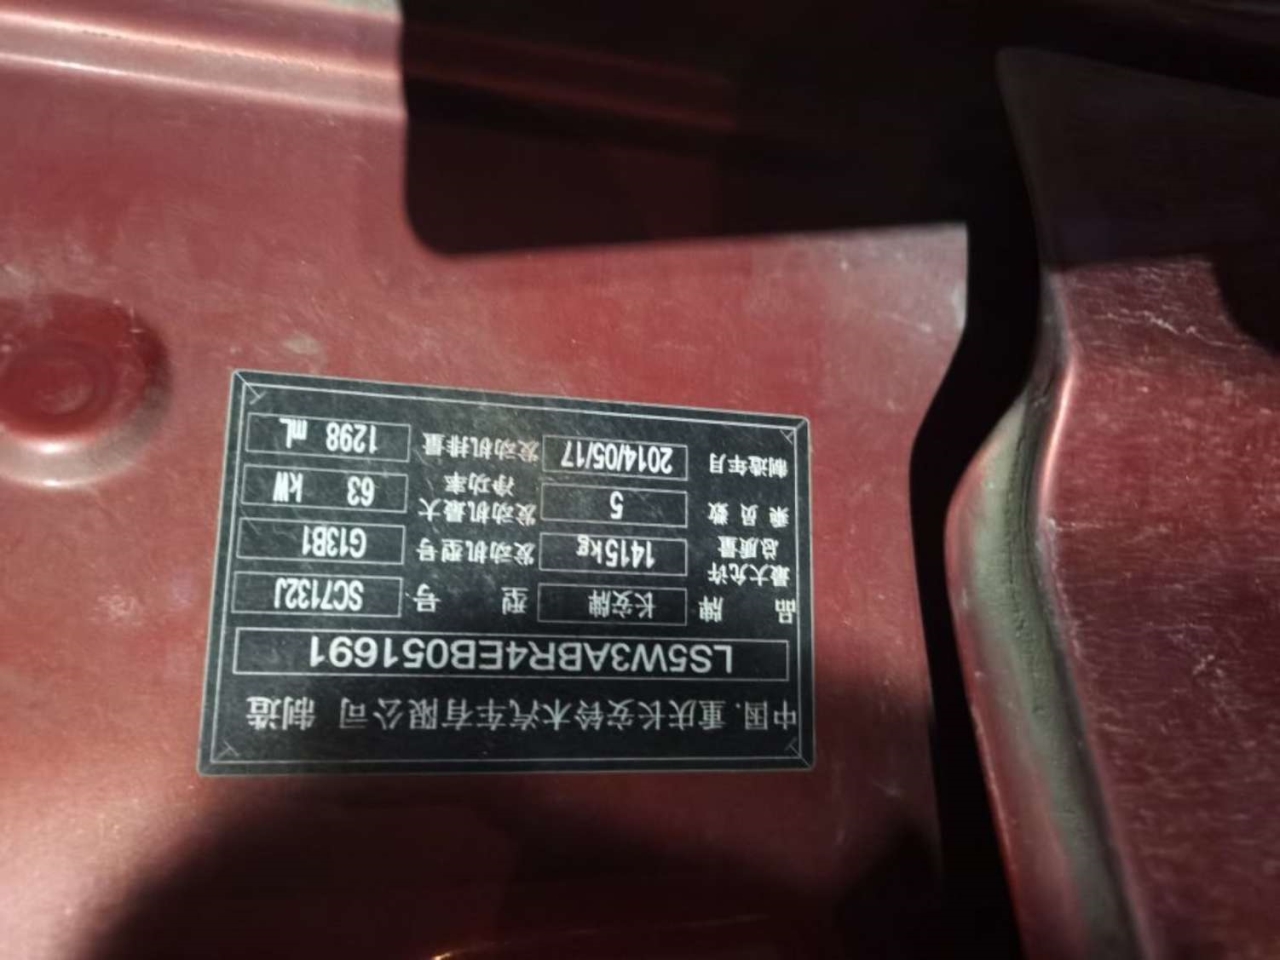 中国.重庆长安铃木汽车有限公司 制造
LS5W3ABR4EB051691
品 牌 长安牌 型 号 SC7132J
最大允许总质量 1415kg 发动机型号 G13B1
乘员数 5 发动机最大净功率 63 kW
制造年月 2014/05/17 发动机排量 1298 mL